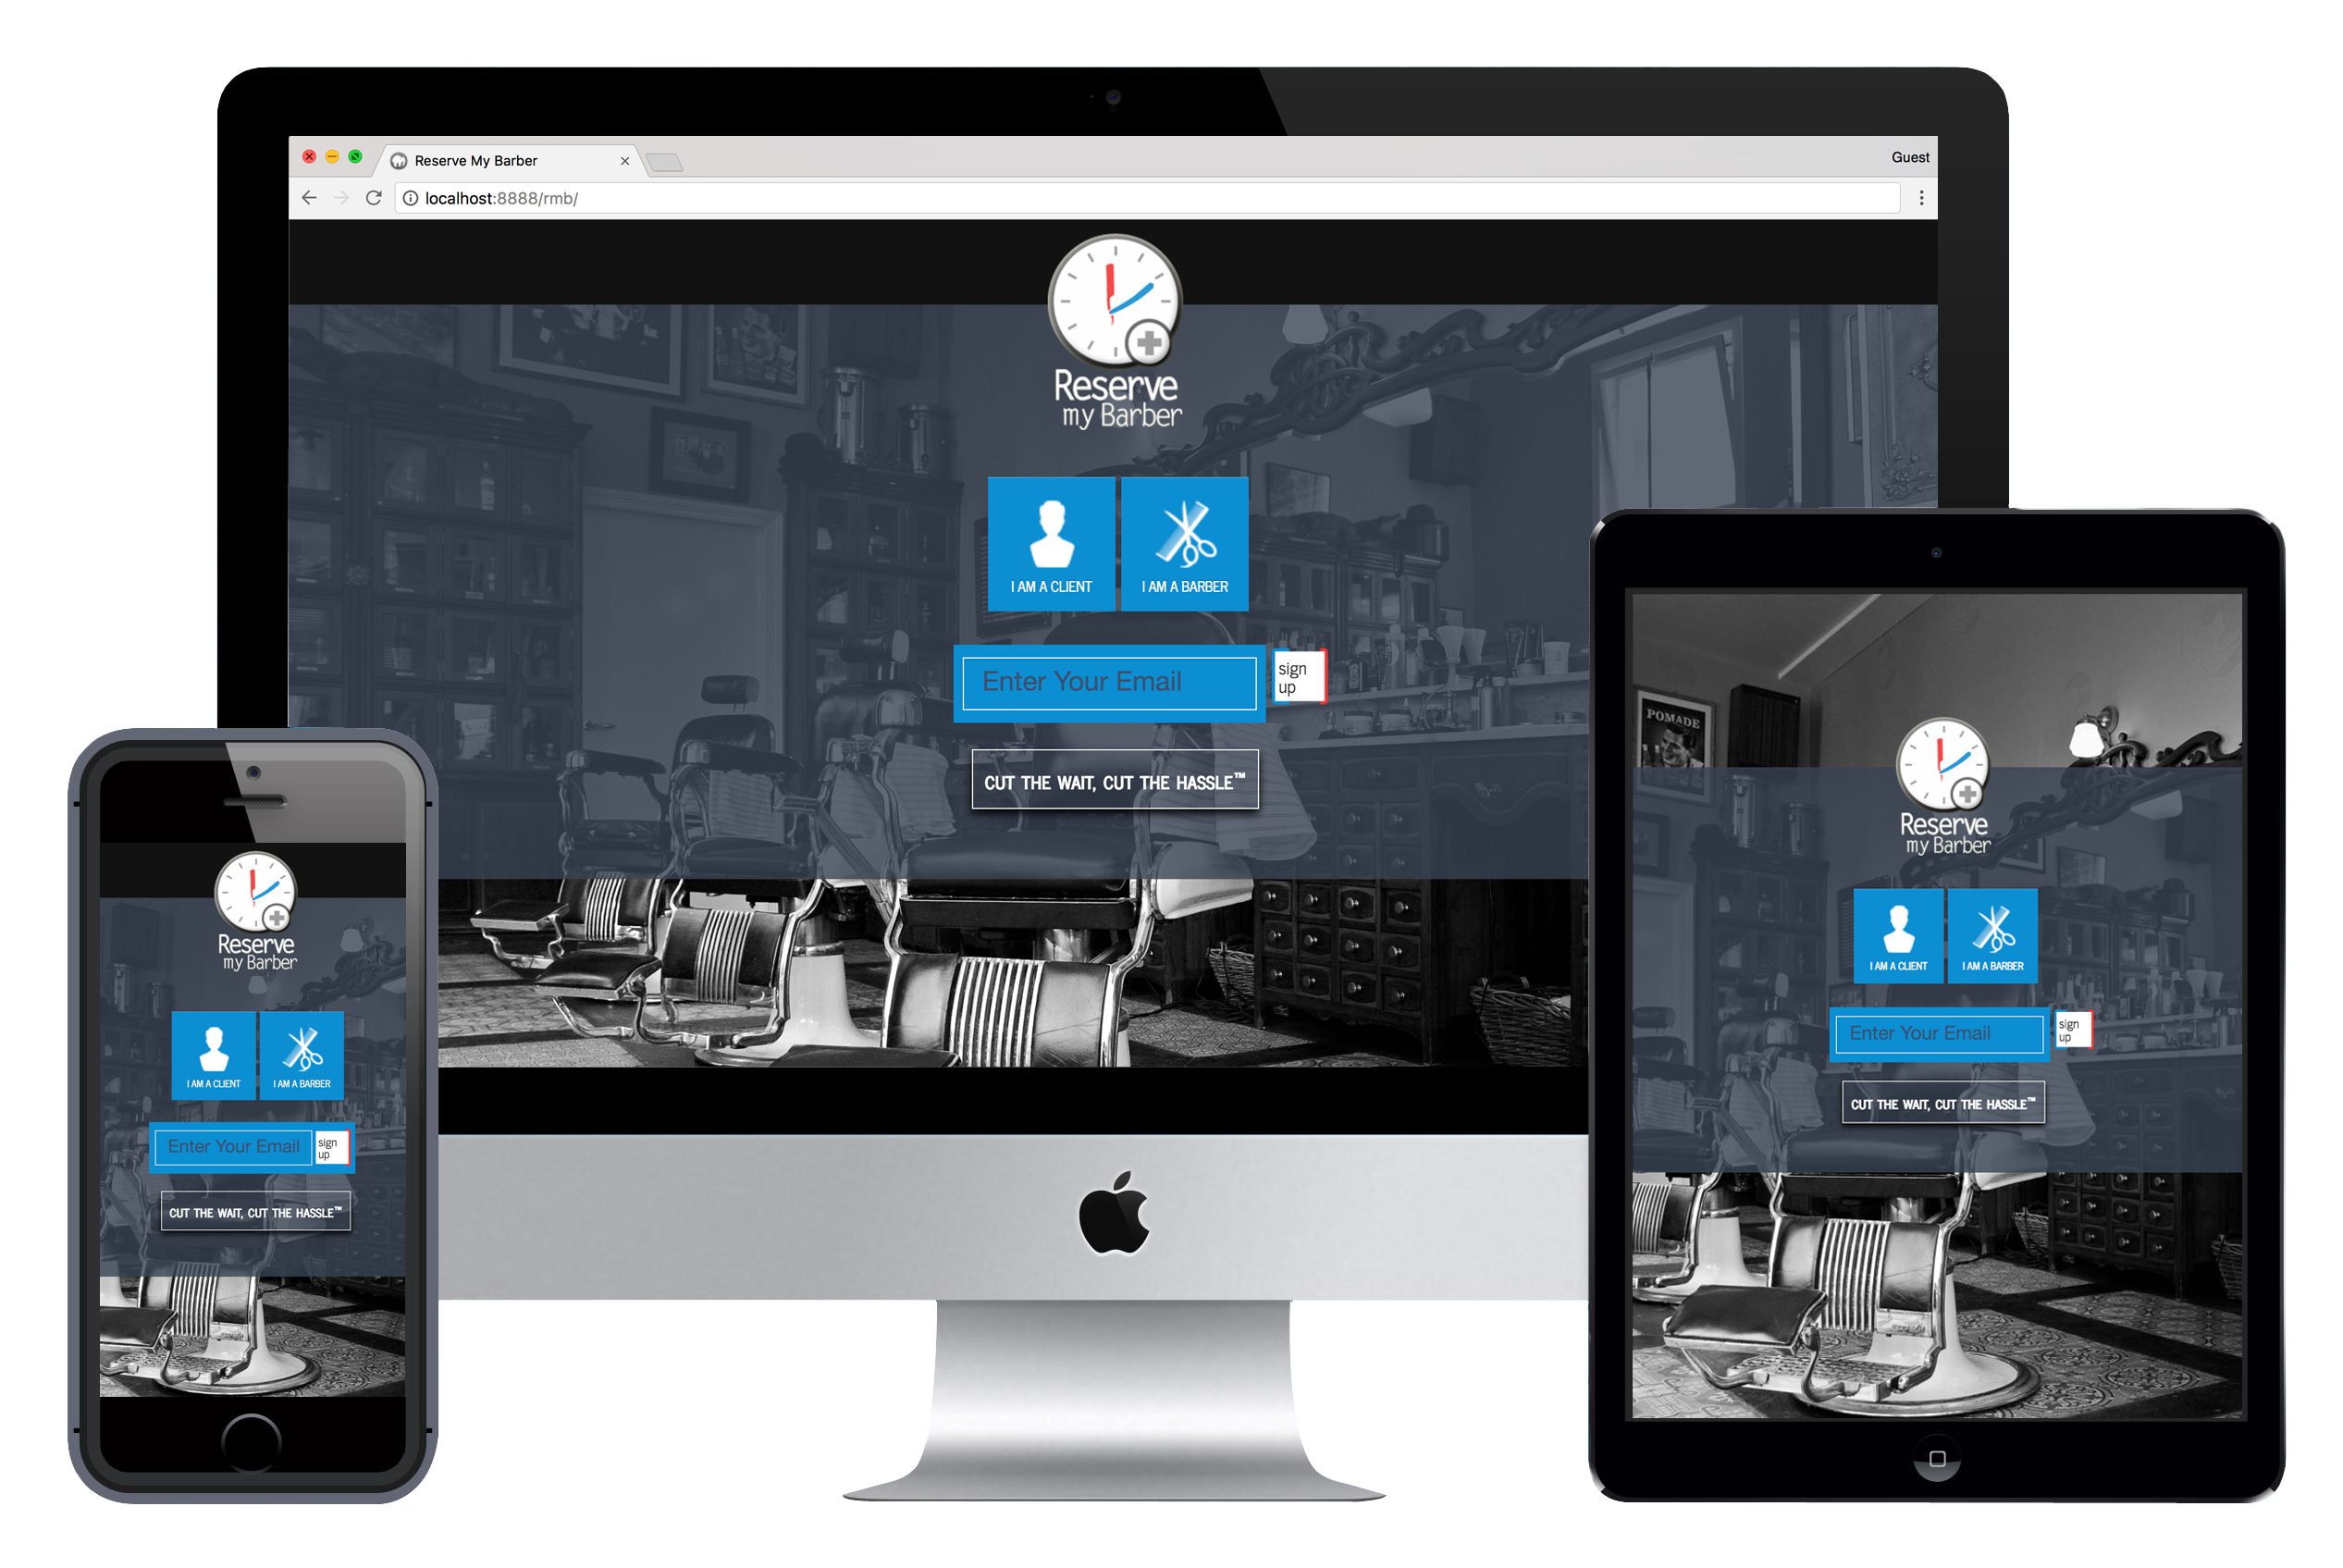 Reserve My Barber
Guest
localhost:8888/rmb/
Reserve
my Barber
I AM A CLIENT
I AM A BARBER
Enter Your Email
sign
up
CUT THE WAIT, CUT THE HASSLE™
Reserve
my Barber
I AM A CLIENT
I AM A BARBER
Enter Your Email
sign
up
CUT THE WAIT, CUT THE HASSLE™
POMADE
Reserve
my Barber
I AM A CLIENT
I AM A BARBER
Enter Your Email
sign
up
CUT THE WAIT, CUT THE HASSLE™